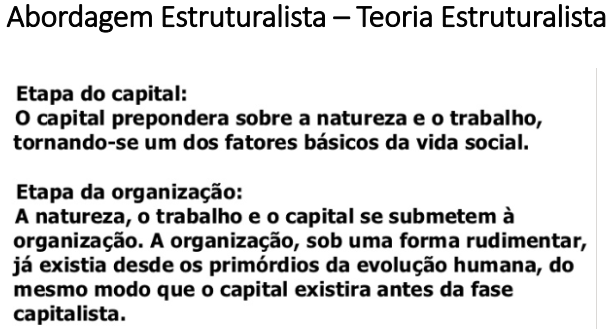 Abordagem Estruturalista – Teoria Estruturalista
Etapa do capital:
O capital prepondera sobre a natureza e o trabalho,
tornando-se um dos fatores básicos da vida social.
Etapa da organização:
A natureza, o trabalho e o capital se submetem à
organização. A organização, sob uma forma rudimentar,
já existia desde os primórdios da evolução humana, do
mesmo modo que o capital existira antes da fase
capitalista.